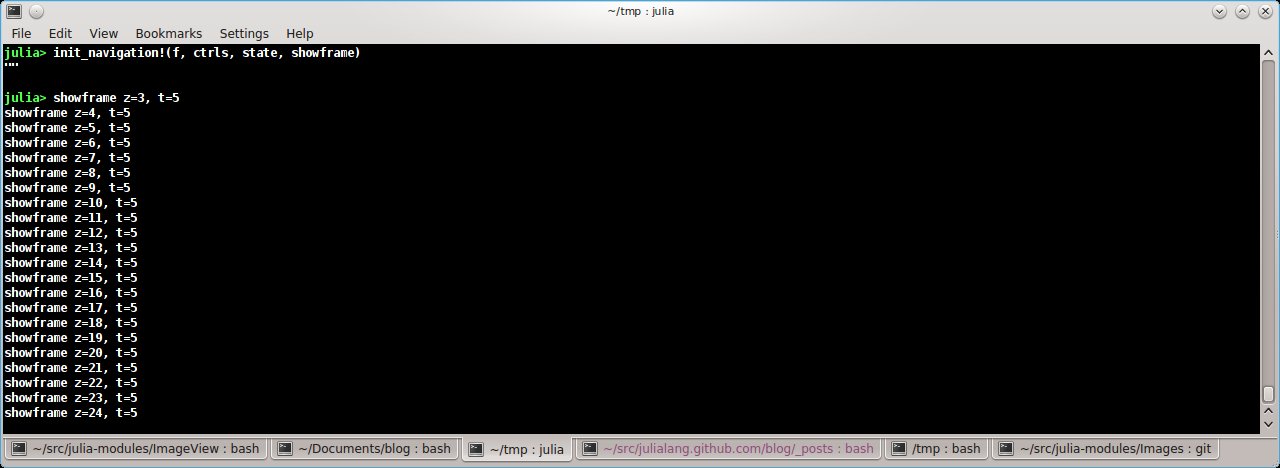 ~/tmp : julia
File Edit View Bookmarks Settings Help
julia> init_navigation!(f, ctrls, state, showframe)
""
julia> showframe z=3, t=5
showframe z=4, t=5
showframe z=5, t=5
showframe z=6, t=5
showframe z=7, t=5
showframe z=8, t=5
showframe z=9, t=5
showframe z=10, t=5
showframe z=11, t=5
showframe z=12, t=5
showframe z=13, t=5
showframe z=14, t=5
showframe z=15, t=5
showframe z=16, t=5
showframe z=17, t=5
showframe z=18, t=5
showframe z=19, t=5
showframe z=20, t=5
showframe z=21, t=5
showframe z=22, t=5
showframe z=23, t=5
showframe z=24, t=5
~/src/julia-modules/ImageView : bash ~/Documents/blog : bash ~/tmp : julia ~/src/julialang.github.com/blog/_posts : bash /tmp : bash ~/src/julia-modules/Images : git